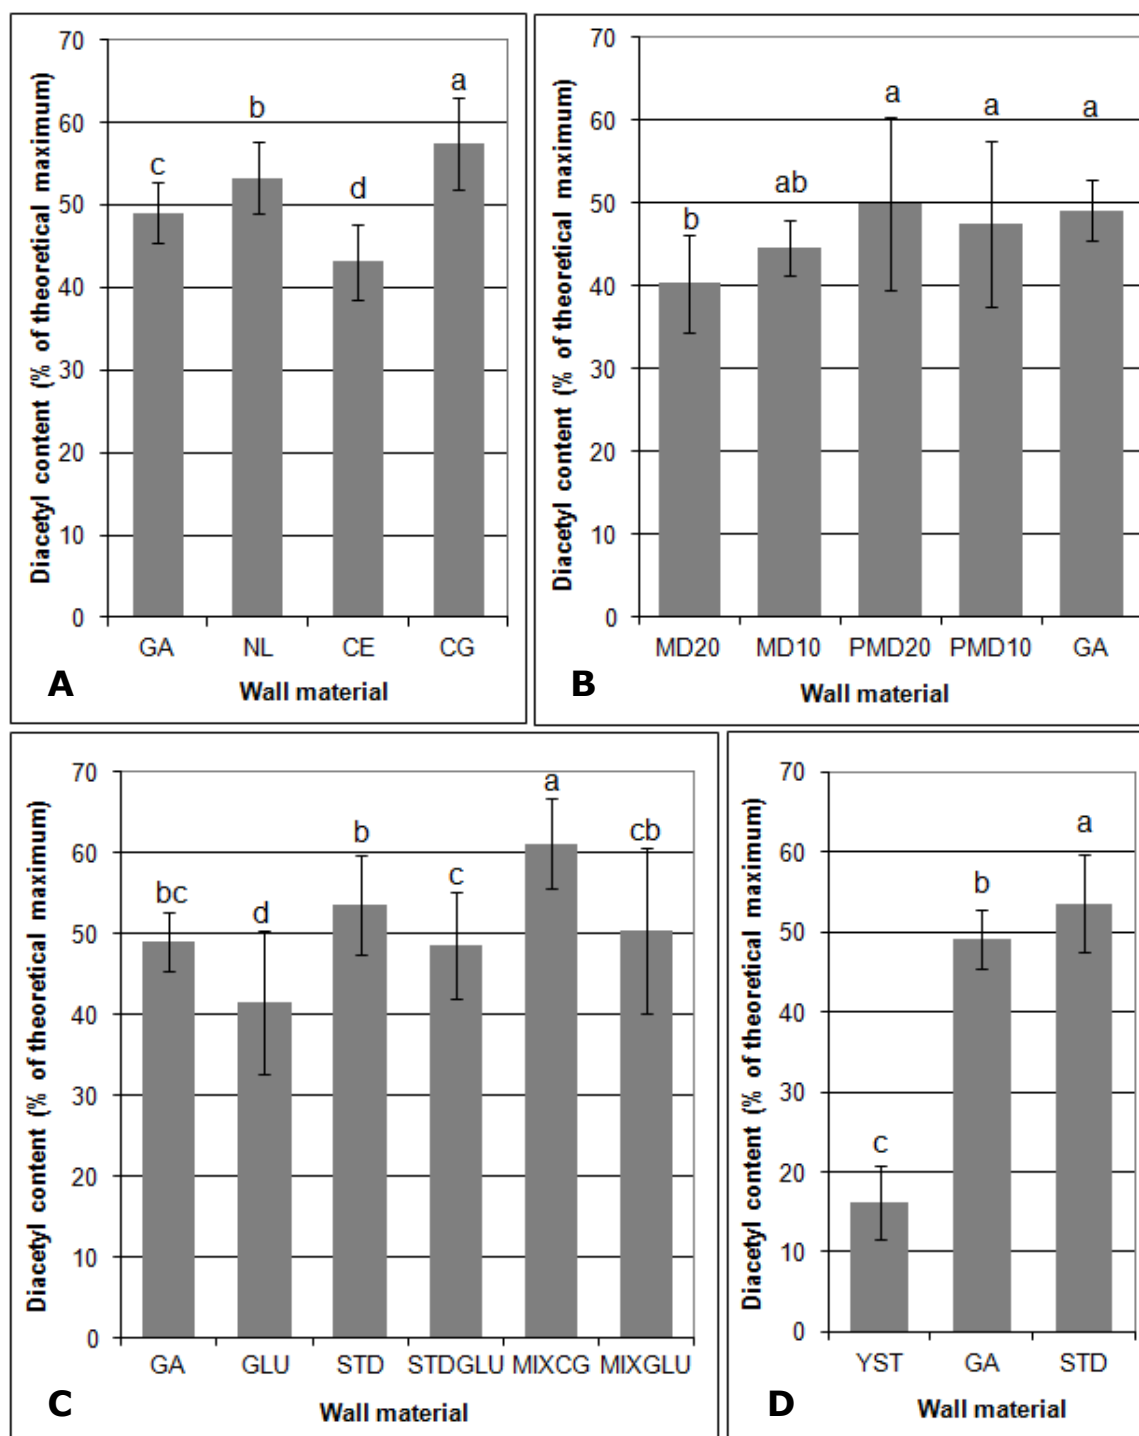 Diacetyl content (% of theoretical maximum)
70
60
50
40
30
20
10
0
c
b
d
a
GA NL CE CG
A
Wall material
Diacetyl content (% of theoretical maximum)
70
60
50
40
30
20
10
0
b
ab
a
a
a
MD20 MD10 PMD20 PMD10 GA
B
Wall material
Diacetyl content (% of theoretical maximum)
70
60
50
40
30
20
10
0
bc
d
b
c
a
cb
GA GLU STD STDGLU MIXCG MIXGLU
C
Wall material
Diacetyl content (% of theoretical maximum)
70
60
50
40
30
20
10
0
c
b
a
YST GA STD
D
Wall material